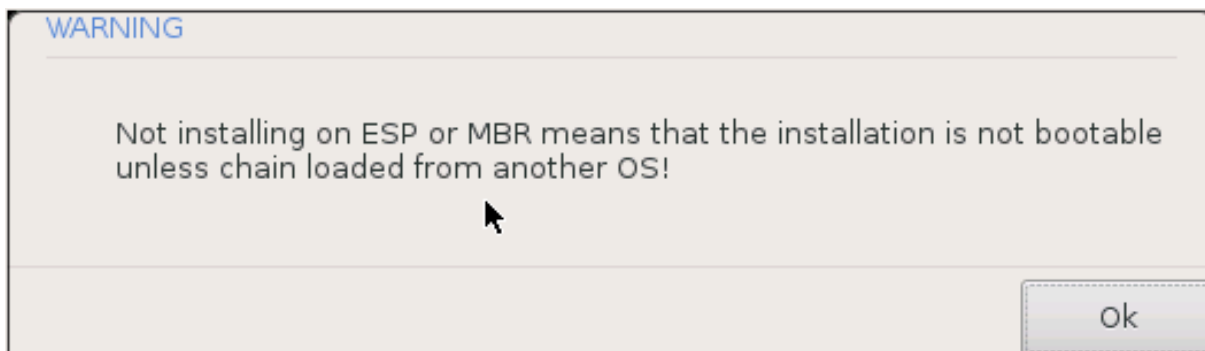 WARNING
Not installing on ESP or MBR means that the installation is not bootable
unless chain loaded from another OS!
Ok